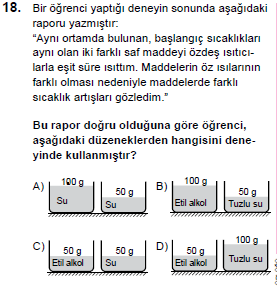 18. Bir öğrenci yaptığı deneyin sonunda aşağıdaki
raporu yazmıştır:
"Aynı ortamda bulunan, başlangıç sıcaklıkları
aynı olan iki farklı saf maddeyi özdeş ısıtıcı-
larla eşit süre ısıttım. Maddelerin öz ısılarının
farklı olması nedeniyle maddelerde farklı
sıcaklık artışları gözledim."
Bu rapor doğru olduğuna göre öğrenci,
aşağıdaki düzeneklerden hangisini dene-
yinde kullanmıştır?
A) 100 g Su 50 g Su
B) 100 g Etil alkol 50 g Tuzlu su
C) 50 g Etil alkol 50 g Su
D) 50 g Etil alkol 100 g Tuzlu su